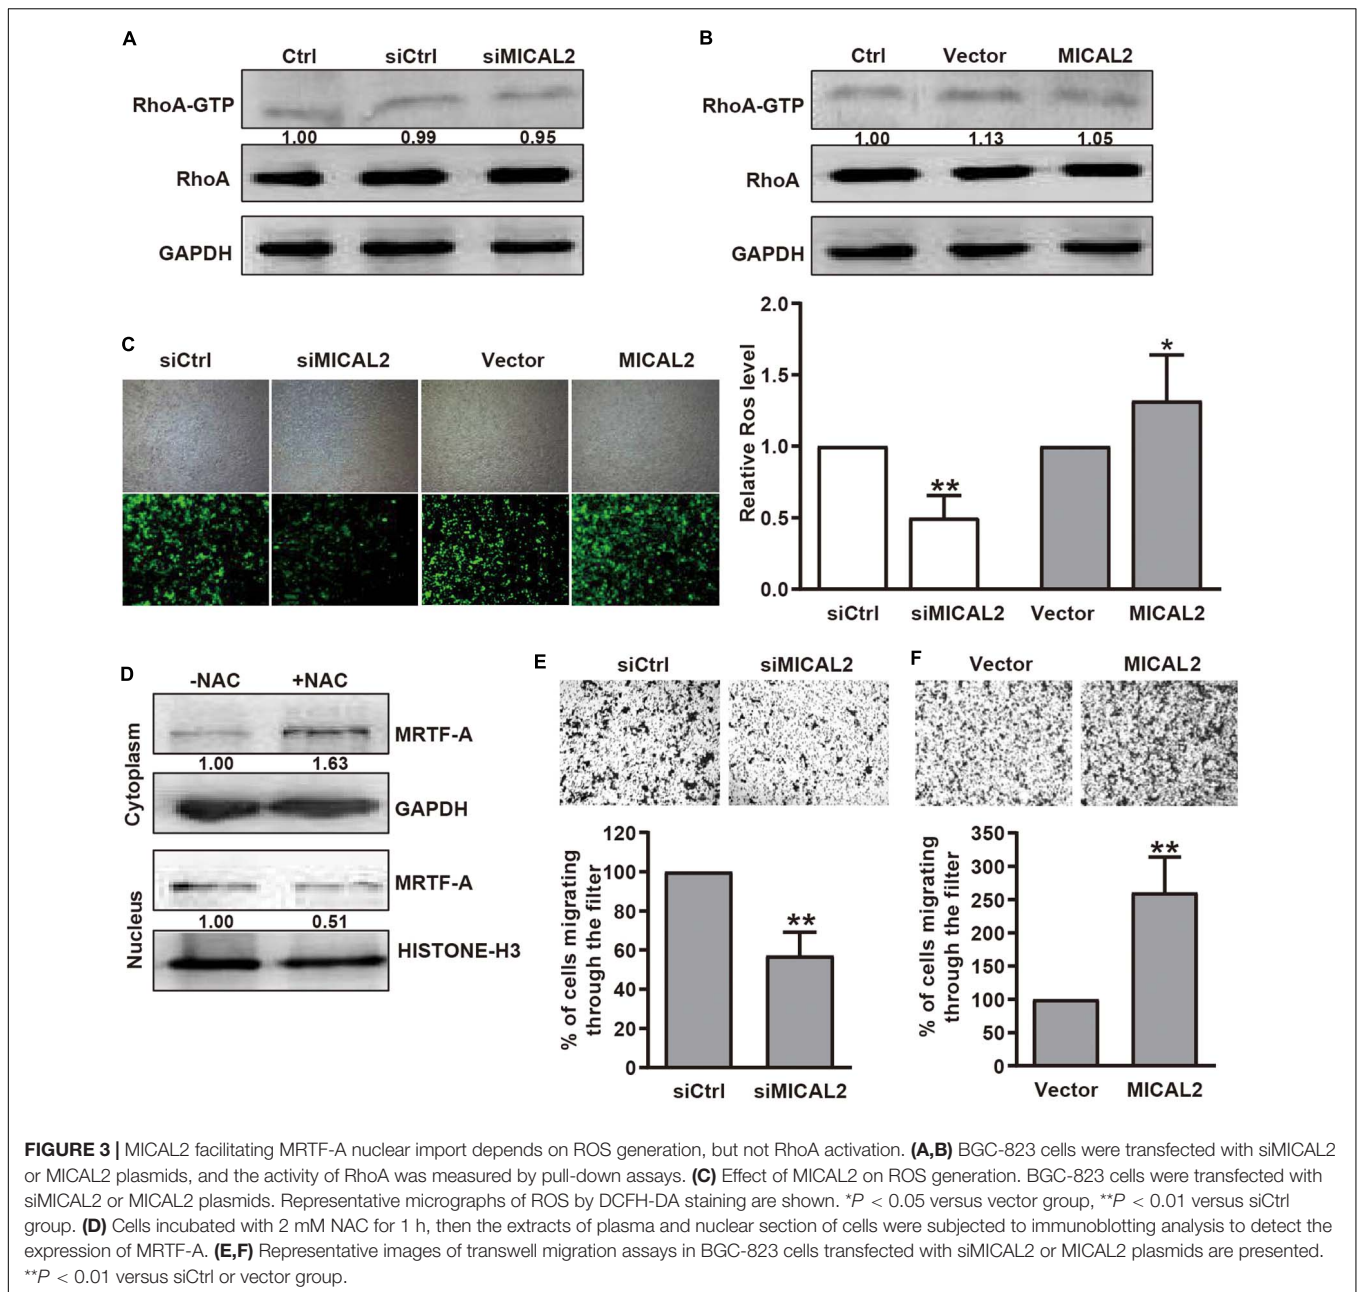 A
Ctrl siCtrl siMICAL2
RhoA-GTP
1.00 0.99 0.95
RhoA
GAPDH
B
Ctrl Vector MICAL2
RhoA-GTP
1.00 1.13 1.05
RhoA
GAPDH
C
siCtrl siMICAL2 Vector MICAL2
Relative Ros level
2.0
1.5
1.0
0.5
0.0
**
*
siCtrl siMICAL2 Vector MICAL2
D
-NAC +NAC
Cytoplasm
MRTF-A
1.00 1.63
GAPDH
Nucleus
MRTF-A
1.00 0.51
HISTONE-H3
E
siCtrl siMICAL2
% of cells migrating
through the filter
120
100
80
60
40
20
0
**
siCtrl siMICAL2
F
Vector MICAL2
% of cells migrating
through the filter
350
300
250
200
150
100
50
0
**
Vector MICAL2
FIGURE 3 | MICAL2 facilitating MRTF-A nuclear import depends on ROS generation, but not RhoA activation. (A,B) BGC-823 cells were transfected with siMICAL2
or MICAL2 plasmids, and the activity of RhoA was measured by pull-down assays. (C) Effect of MICAL2 on ROS generation. BGC-823 cells were transfected with
siMICAL2 or MICAL2 plasmids. Representative micrographs of ROS by DCFH-DA staining are shown. *P < 0.05 versus vector group, **P < 0.01 versus siCtrl
group. (D) Cells incubated with 2 mM NAC for 1 h, then the extracts of plasma and nuclear section of cells were subjected to immunoblotting analysis to detect the
expression of MRTF-A. (E,F) Representative images of transwell migration assays in BGC-823 cells transfected with siMICAL2 or MICAL2 plasmids are presented.
**P < 0.01 versus siCtrl or vector group.